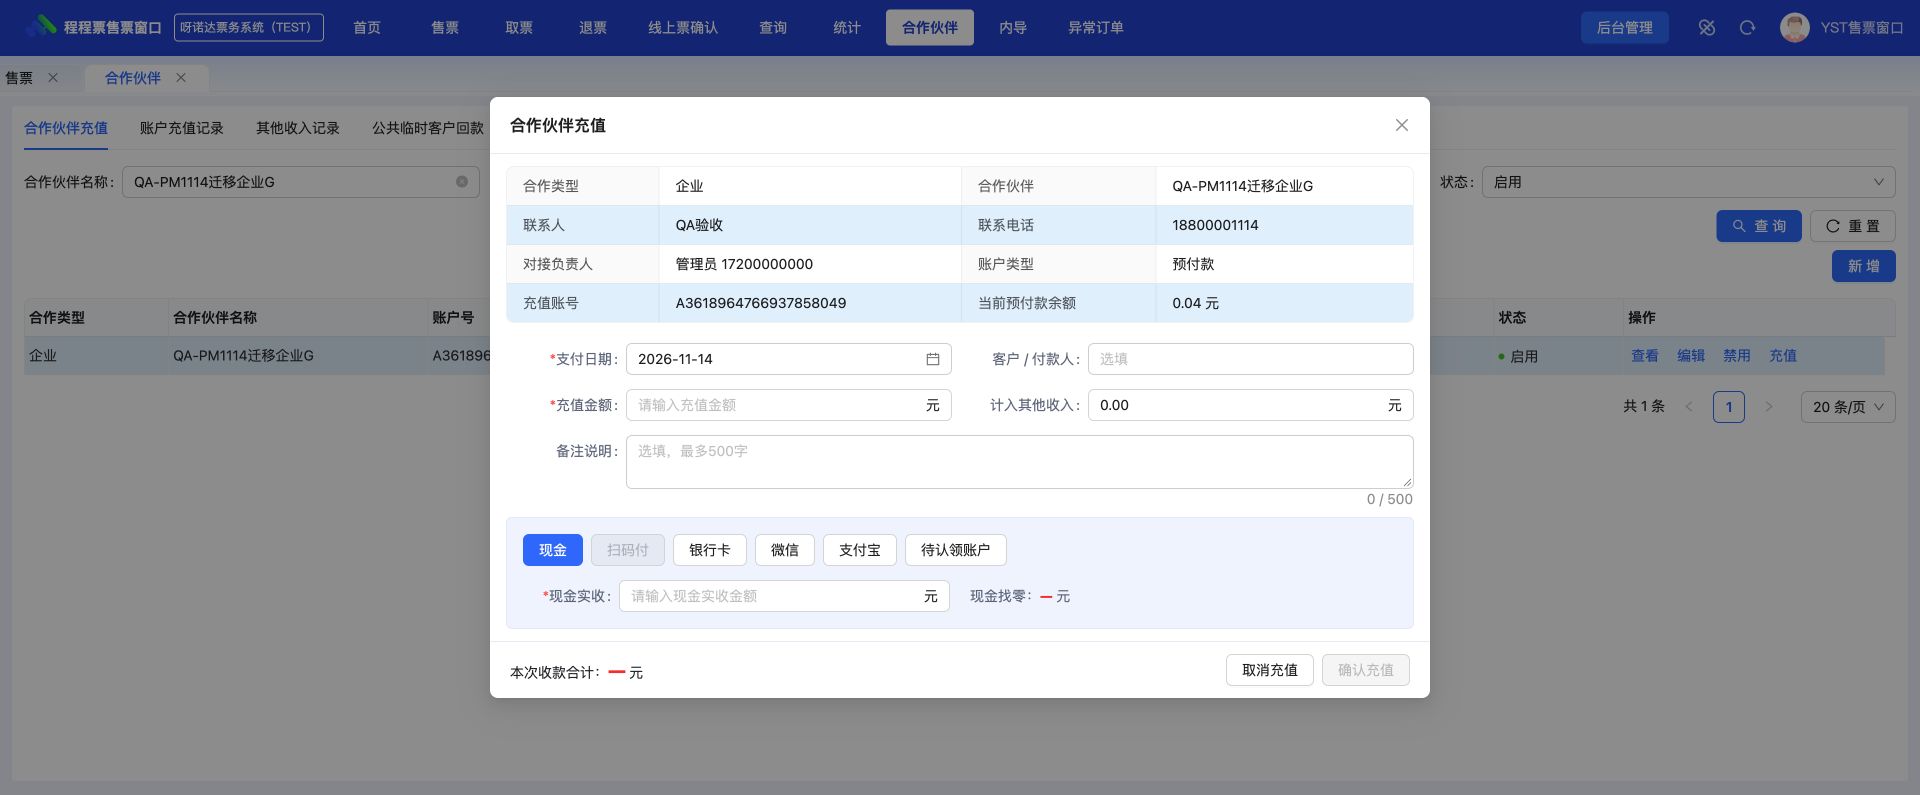 程程票售票窗口 呀诺达票务系统（TEST） 首页 售票 取票 退票 线上票确认 查询 统计 合作伙伴 内导 异常订单 后台管理 YST售票窗口
售票 合作伙伴
合作伙伴充值 账户充值记录 其他收入记录 公共临时客户回款
合作伙伴名称: QA-PM1114迁移企业G 状态: 启用
查 询 重 置
新 增
合作类型 合作伙伴名称 账户号 状态 操作
企业 QA-PM1114迁移企业G A361896 启用 查看 编辑 禁用 充值
共 1 条 1 20 条/页
合作伙伴充值
合作类型 企业 合作伙伴 QA-PM1114迁移企业G
联系人 QA验收 联系电话 18800001114
对接负责人 管理员 17200000000 账户类型 预付款
充值账号 A3618964766937858049 当前预付款余额 0.04 元
*支付日期: 2026-11-14 客户 / 付款人: 选填
*充值金额: 请输入充值金额 元 计入其他收入: 0.00 元
备注说明: 选填，最多500字
0 / 500
现金 扫码付 银行卡 微信 支付宝 待认领账户
*现金实收: 请输入现金实收金额 元 现金找零: — 元
本次收款合计: — 元 取消充值 确认充值